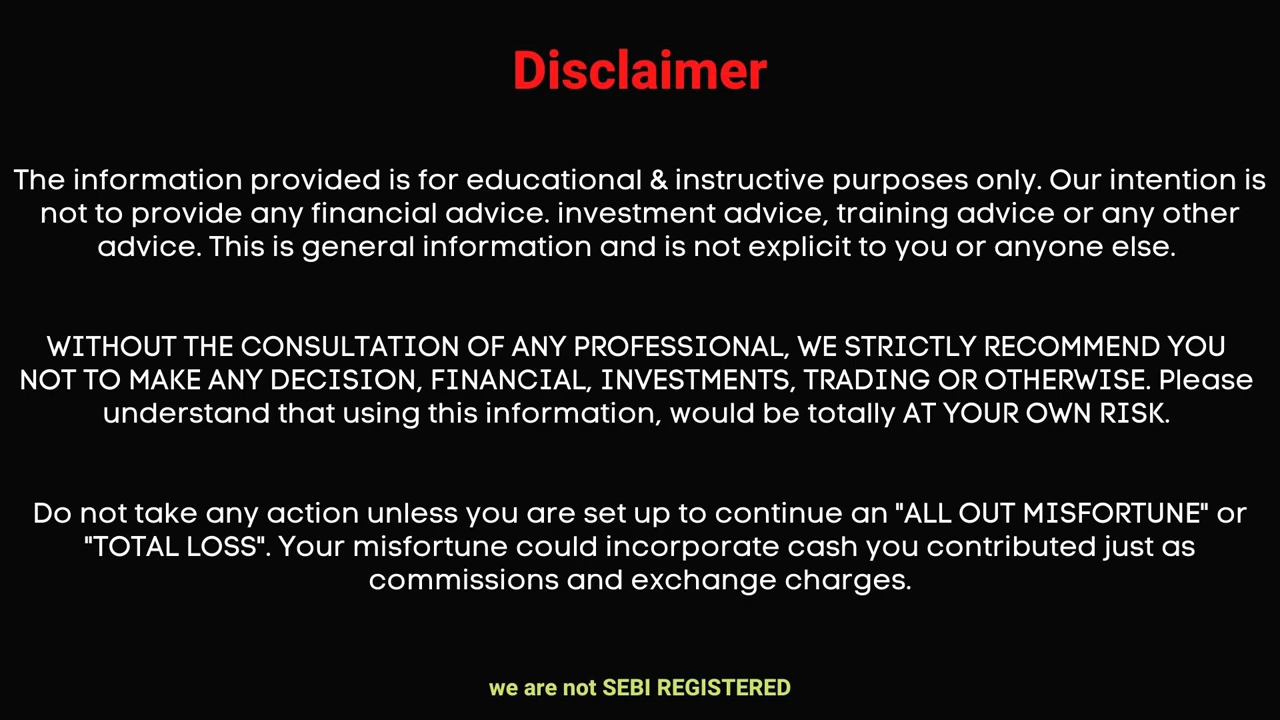 Disclaimer
The information provided is for educational & instructive purposes only. Our intention is
not to provide any financial advice. investment advice, training advice or any other
advice. This is general information and is not explicit to you or anyone else.
WITHOUT THE CONSULTATION OF ANY PROFESSIONAL, WE STRICTLY RECOMMEND YOU
NOT TO MAKE ANY DECISION, FINANCIAL, INVESTMENTS, TRADING OR OTHERWISE. Please
understand that using this information, would be totally AT YOUR OWN RISK.
Do not take any action unless you are set up to continue an "ALL OUT MISFORTUNE" or
"TOTAL LOSS". Your misfortune could incorporate cash you contributed just as
commissions and exchange charges.
we are not SEBI REGISTERED